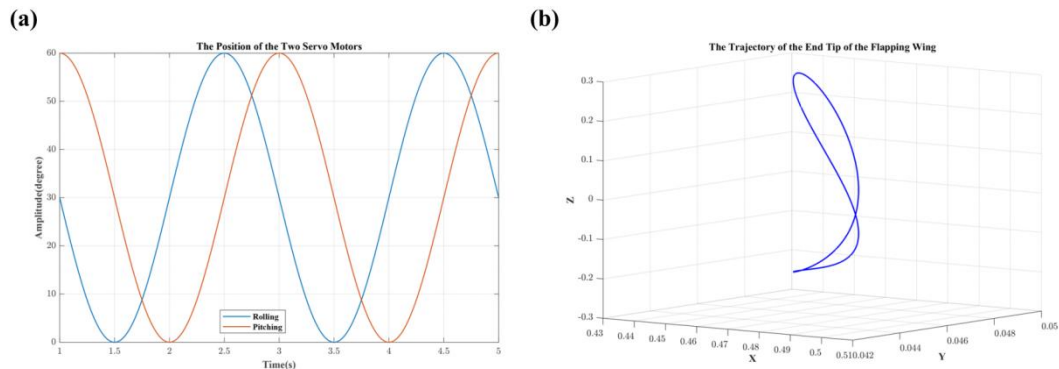 (a)
The Position of the Two Servo Motors
60
50
40
30
20
10
0
Amplitude(degree)
Rolling
Pitching
1 1.5 2 2.5 3 3.5 4 4.5 5
Time(s)
(b)
The Trajectory of the End Tip of the Flapping Wing
0.3
0.2
0.1
0
-0.1
-0.2
-0.3
Z
0.43 0.44 0.45 0.46 0.47 0.48 0.49 0.5 0.51
X
0.042 0.044 0.046 0.048 0.05
Y